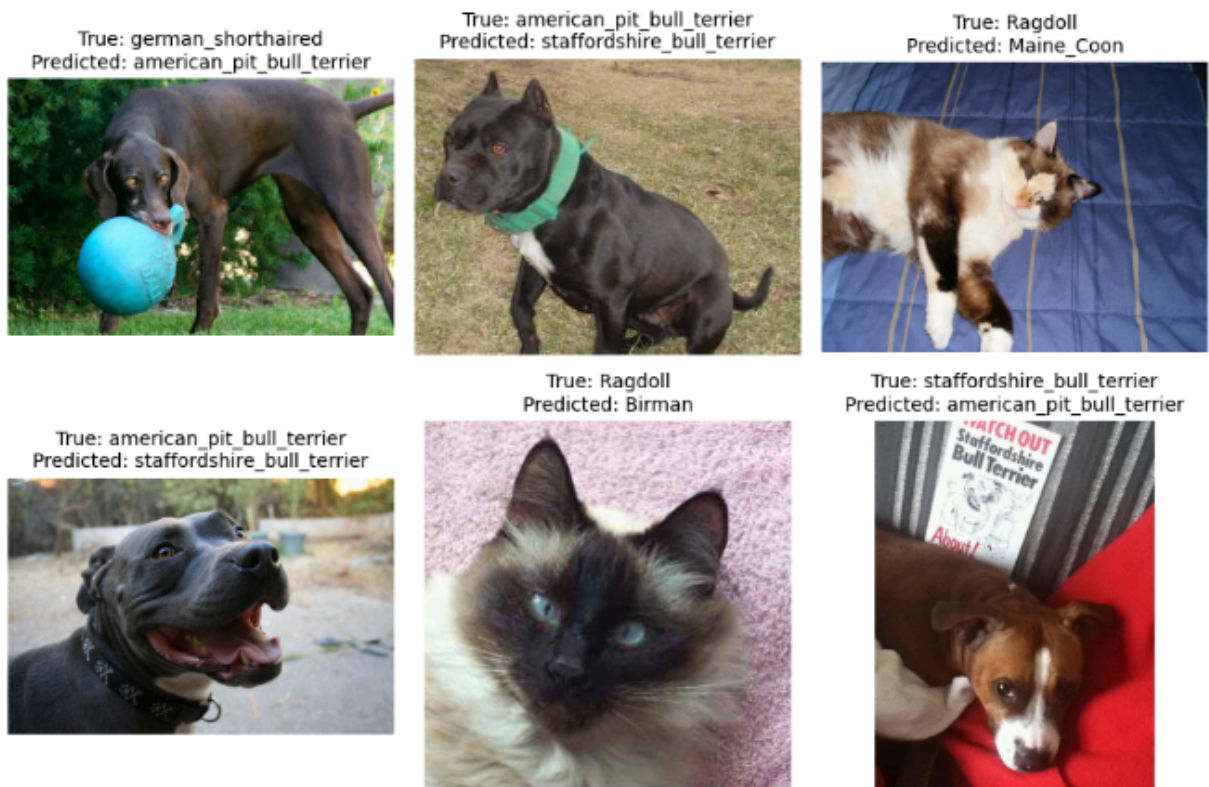 True: german_shorthaired
Predicted: american_pit_bull_terrier
True: american_pit_bull_terrier
Predicted: staffordshire_bull_terrier
True: Ragdoll
Predicted: Maine_Coon
True: american_pit_bull_terrier
Predicted: staffordshire_bull_terrier
True: Ragdoll
Predicted: Birman
True: staffordshire_bull_terrier
Predicted: american_pit_bull_terrier
WATCH OUT
Staffordshire
Bull Terrier
About!